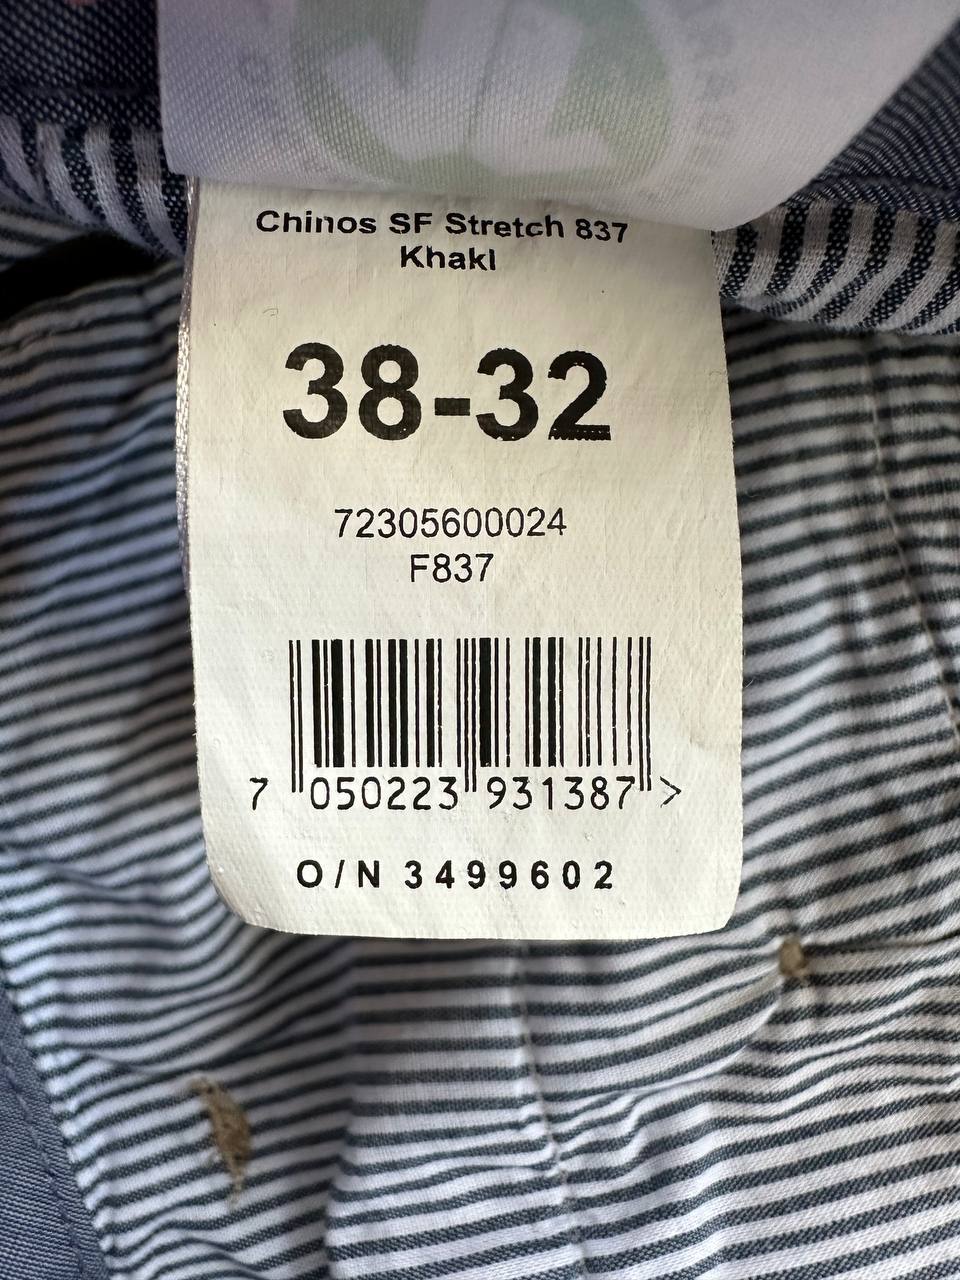 Chinos SF Stretch 837
Khaki
38-32
72305600024
F837
7 050223 931387 >
O/N 3499602